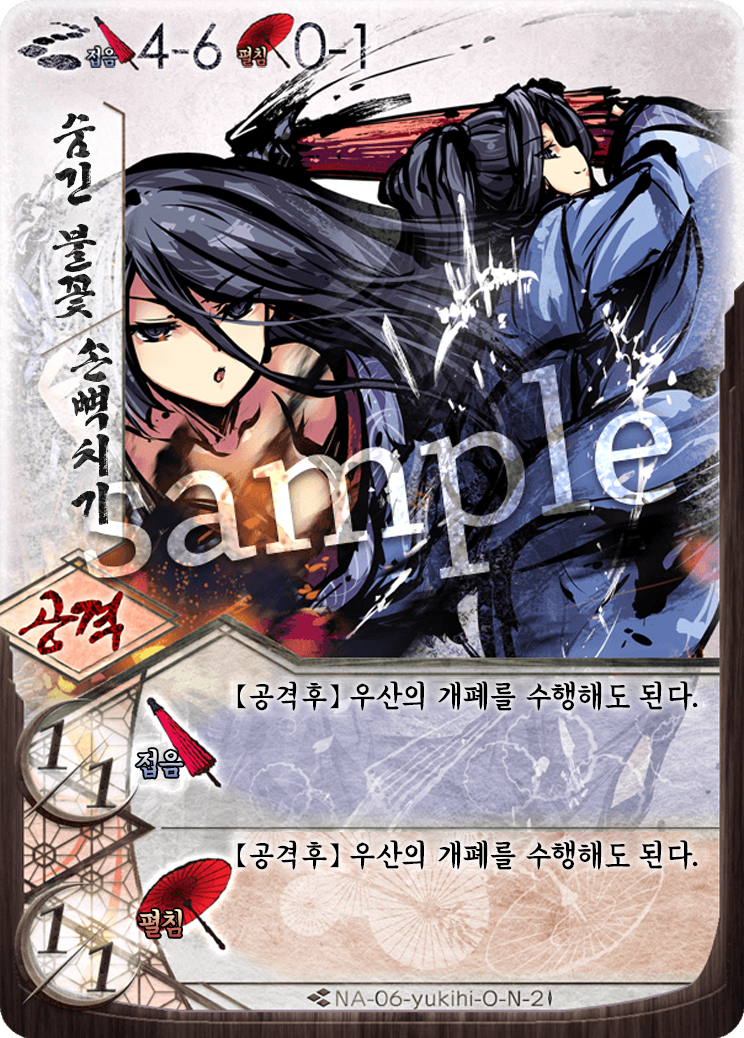 접음 4-6 펼침 0-1
숨긴 불꽃 손뼉치기
sample
공격
【공격후】 우산의 개폐를 수행해도 된다.
1/1
접음
【공격후】 우산의 개폐를 수행해도 된다.
펼침
1/1
NA-06-yukihi-O-N-2